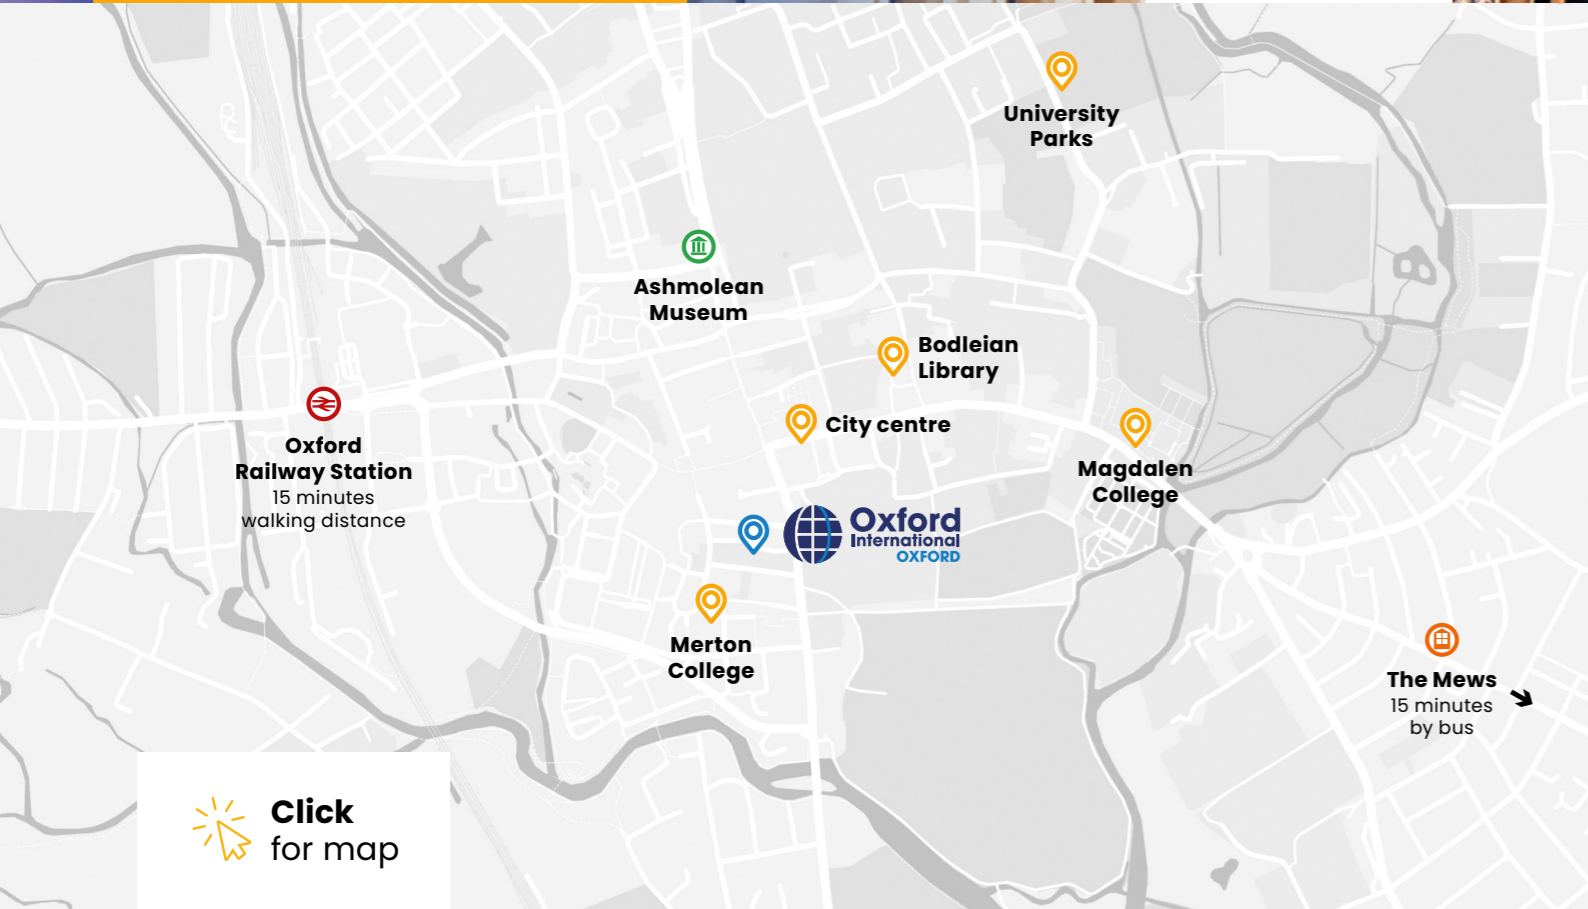 University
Parks
Ashmolean
Museum
Bodleian
Library
City centre
Oxford
Railway Station
15 minutes
walking distance
Magdalen
College
Oxford
International
OXFORD
Merton
College
The Mews
15 minutes
by bus
Click
for map